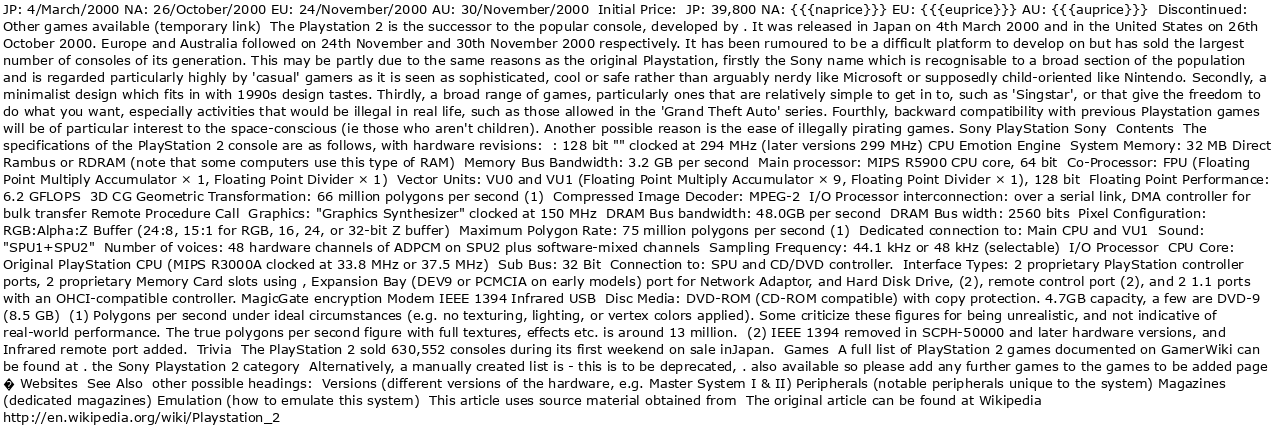 JP: 4/March/2000 NA: 26/October/2000 EU: 24/November/2000 AU: 30/November/2000  Initial Price:  JP: 39,800 NA: {{{naprice}}} EU: {{{euprice}}} AU: {{{auprice}}}  Discontinued:
Other games available (temporary link)  The Playstation 2 is the successor to the popular console, developed by . It was released in Japan on 4th March 2000 and in the United States on 26th
October 2000. Europe and Australia followed on 24th November and 30th November 2000 respectively. It has been rumoured to be a difficult platform to develop on but has sold the largest
number of consoles of its generation. This may be partly due to the same reasons as the original Playstation, firstly the Sony name which is recognisable to a broad section of the population
and is regarded particularly highly by 'casual' gamers as it is seen as sophisticated, cool or safe rather than arguably nerdy like Microsoft or supposedly child-oriented like Nintendo. Secondly, a
minimalist design which fits in with 1990s design tastes. Thirdly, a broad range of games, particularly ones that are relatively simple to get in to, such as 'Singstar', or that give the freedom to
do what you want, especially activities that would be illegal in real life, such as those allowed in the 'Grand Theft Auto' series. Fourthly, backward compatibility with previous Playstation games
will be of particular interest to the space-conscious (ie those who aren't children). Another possible reason is the ease of illegally pirating games. Sony PlayStation Sony  Contents  The
specifications of the PlayStation 2 console are as follows, with hardware revisions:  : 128 bit "" clocked at 294 MHz (later versions 299 MHz) CPU Emotion Engine  System Memory: 32 MB Direct
Rambus or RDRAM (note that some computers use this type of RAM)  Memory Bus Bandwidth: 3.2 GB per second  Main processor: MIPS R5900 CPU core, 64 bit  Co-Processor: FPU (Floating
Point Multiply Accumulator × 1, Floating Point Divider × 1)  Vector Units: VU0 and VU1 (Floating Point Multiply Accumulator × 9, Floating Point Divider × 1), 128 bit  Floating Point Performance:
6.2 GFLOPS  3D CG Geometric Transformation: 66 million polygons per second (1)  Compressed Image Decoder: MPEG-2  I/O Processor interconnection: over a serial link, DMA controller for
bulk transfer Remote Procedure Call  Graphics: "Graphics Synthesizer" clocked at 150 MHz  DRAM Bus bandwidth: 48.0GB per second  DRAM Bus width: 2560 bits  Pixel Configuration:
RGB:Alpha:Z Buffer (24:8, 15:1 for RGB, 16, 24, or 32-bit Z buffer)  Maximum Polygon Rate: 75 million polygons per second (1)  Dedicated connection to: Main CPU and VU1  Sound:
"SPU1+SPU2"  Number of voices: 48 hardware channels of ADPCM on SPU2 plus software-mixed channels  Sampling Frequency: 44.1 kHz or 48 kHz (selectable)  I/O Processor  CPU Core:
Original PlayStation CPU (MIPS R3000A clocked at 33.8 MHz or 37.5 MHz)  Sub Bus: 32 Bit  Connection to: SPU and CD/DVD controller.  Interface Types: 2 proprietary PlayStation controller
ports, 2 proprietary Memory Card slots using , Expansion Bay (DEV9 or PCMCIA on early models) port for Network Adaptor, and Hard Disk Drive, (2), remote control port (2), and 2 1.1 ports
with an OHCI-compatible controller. MagicGate encryption Modem IEEE 1394 Infrared USB  Disc Media: DVD-ROM (CD-ROM compatible) with copy protection. 4.7GB capacity, a few are DVD-9
(8.5 GB)  (1) Polygons per second under ideal circumstances (e.g. no texturing, lighting, or vertex colors applied). Some criticize these figures for being unrealistic, and not indicative of
real-world performance. The true polygons per second figure with full textures, effects etc. is around 13 million.  (2) IEEE 1394 removed in SCPH-50000 and later hardware versions, and
Infrared remote port added.  Trivia  The PlayStation 2 sold 630,552 consoles during its first weekend on sale inJapan.  Games  A full list of PlayStation 2 games documented on GamerWiki can
be found at . the Sony Playstation 2 category  Alternatively, a manually created list is - this is to be deprecated, . also available so please add any further games to the games to be added page
� Websites  See Also  other possible headings:  Versions (different versions of the hardware, e.g. Master System I & II) Peripherals (notable peripherals unique to the system) Magazines
(dedicated magazines) Emulation (how to emulate this system)  This article uses source material obtained from  The original article can be found at Wikipedia
http://en.wikipedia.org/wiki/Playstation_2